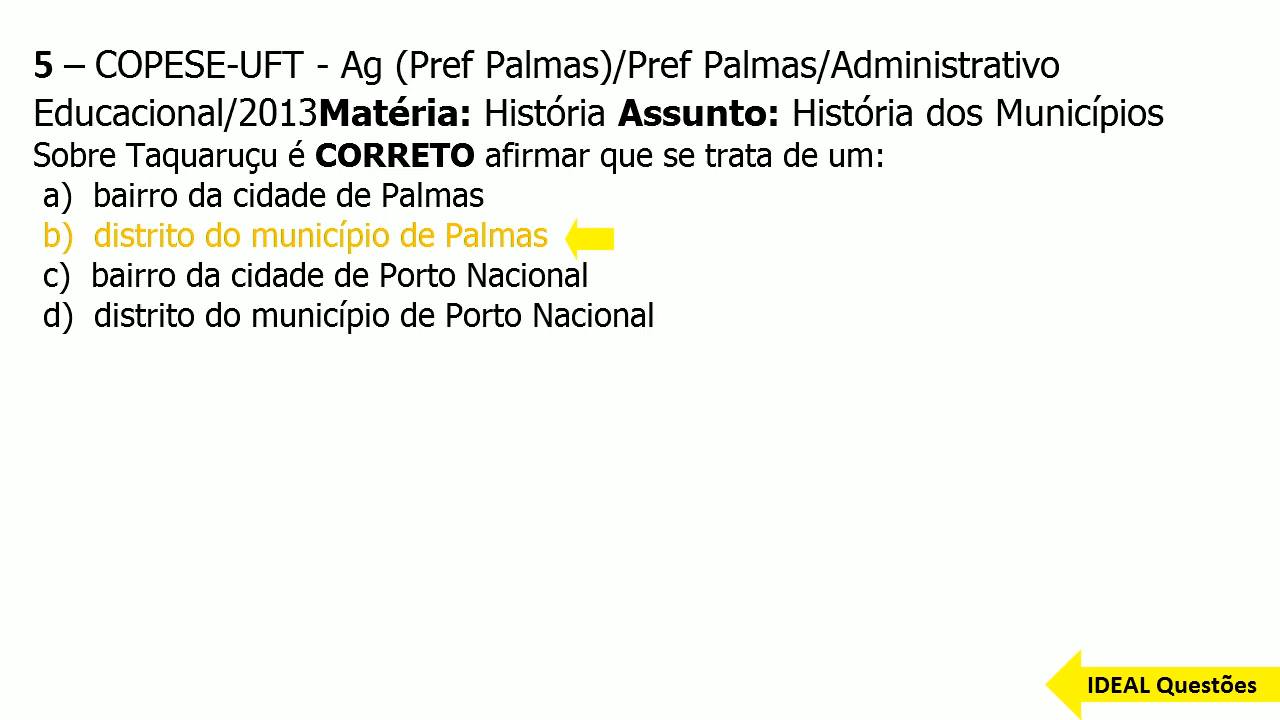 5 – COPESE-UFT - Ag (Pref Palmas)/Pref Palmas/Administrativo
Educacional/2013Matéria: História Assunto: História dos Municípios
Sobre Taquaruçu é CORRETO afirmar que se trata de um:
a) bairro da cidade de Palmas
b) distrito do município de Palmas
c) bairro da cidade de Porto Nacional
d) distrito do município de Porto Nacional
IDEAL Questões